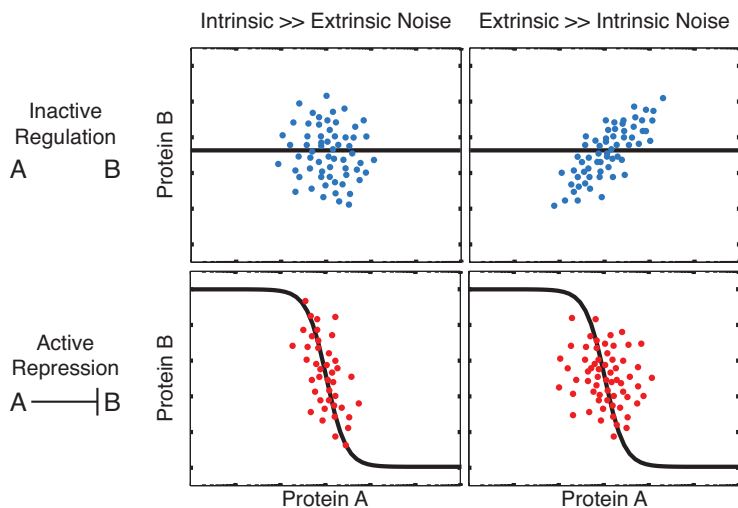 Intrinsic >> Extrinsic Noise
Extrinsic >> Intrinsic Noise
Inactive
Regulation
A B
Protein B
Active
Repression
A B
Protein B
Protein A
Protein A